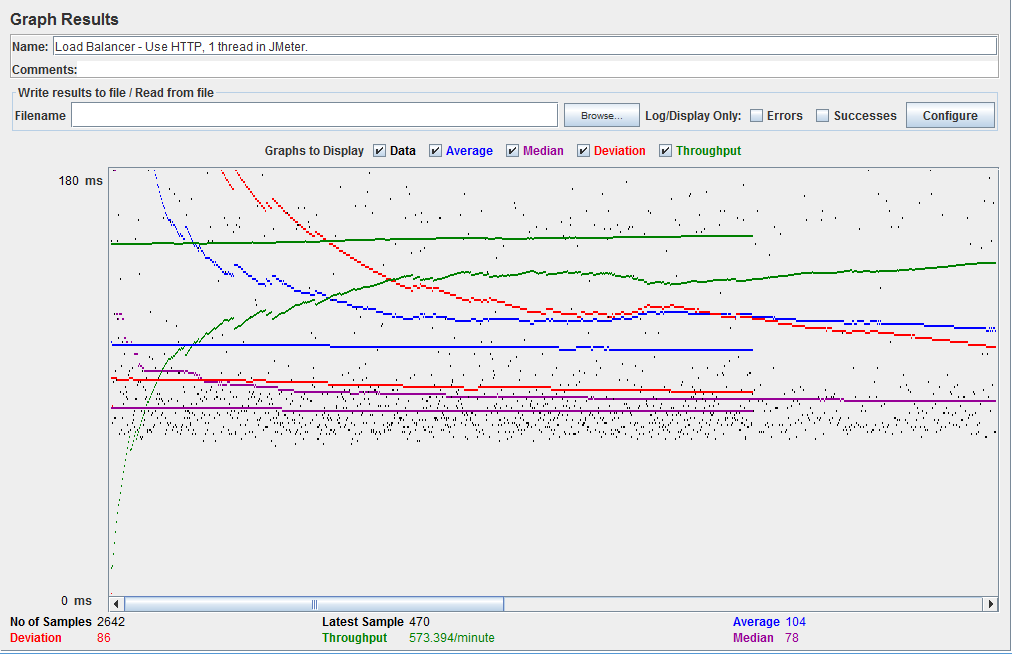 Graph Results
Name: Load Balancer - Use HTTP, 1 thread in JMeter.
Comments:
Write results to file / Read from file
Filename Browse... Log/Display Only: Errors Successes Configure
Graphs to Display Data Average Median Deviation Throughput
180 ms
0 ms
No of Samples 2642 Latest Sample 470 Average 104
Deviation 86 Throughput 573.394/minute Median 78